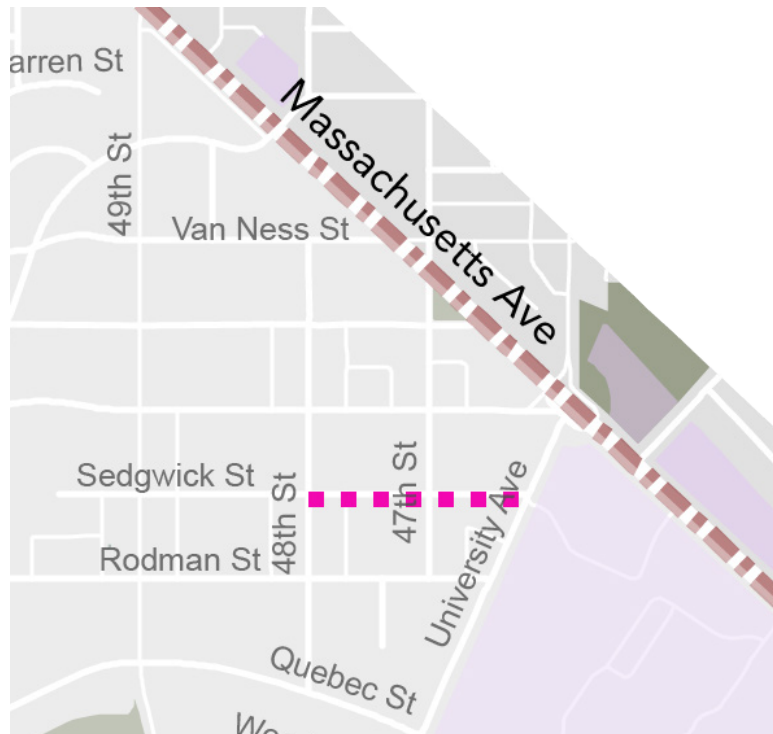 arren St
Massachusetts Ave
49th St
Van Ness St
Sedgwick St
48th St
47th St
University Ave
Rodman St
Quebec St